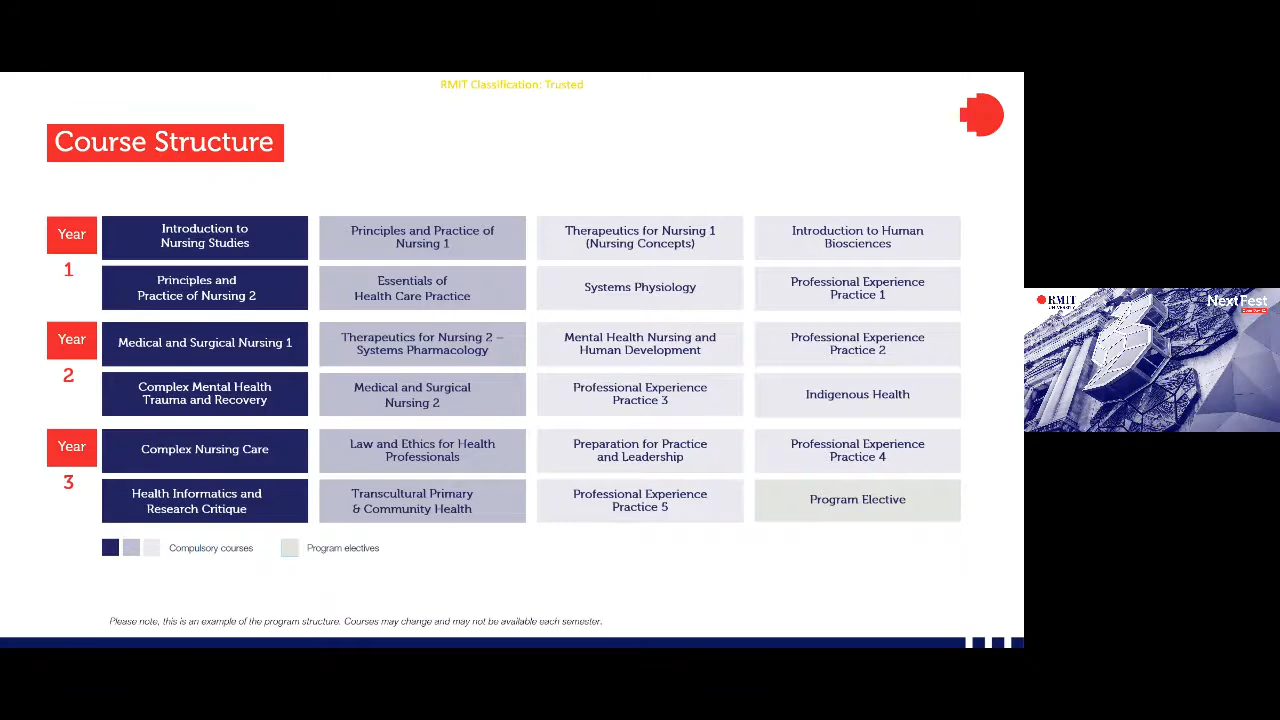 RMIT Classification: Trusted
Course Structure
Year
1
Introduction to
Nursing Studies
Principles and Practice of
Nursing 1
Therapeutics for Nursing 1
(Nursing Concepts)
Introduction to Human
Biosciences
Principles and
Practice of Nursing 2
Essentials of
Health Care Practice
Systems Physiology
Professional Experience
Practice 1
Year
2
Medical and Surgical Nursing 1
Therapeutics for Nursing 2 –
Systems Pharmacology
Mental Health Nursing and
Human Development
Professional Experience
Practice 2
Complex Mental Health
Trauma and Recovery
Medical and Surgical
Nursing 2
Professional Experience
Practice 3
Indigenous Health
Year
3
Complex Nursing Care
Law and Ethics for Health
Professionals
Preparation for Practice
and Leadership
Professional Experience
Practice 4
Health Informatics and
Research Critique
Transcultural Primary
& Community Health
Professional Experience
Practice 5
Program Elective
Compulsory courses
Program electives
Please note, this is an example of the program structure. Courses may change and may not be available each semester.
RMIT
UNIVERSITY
NextFest